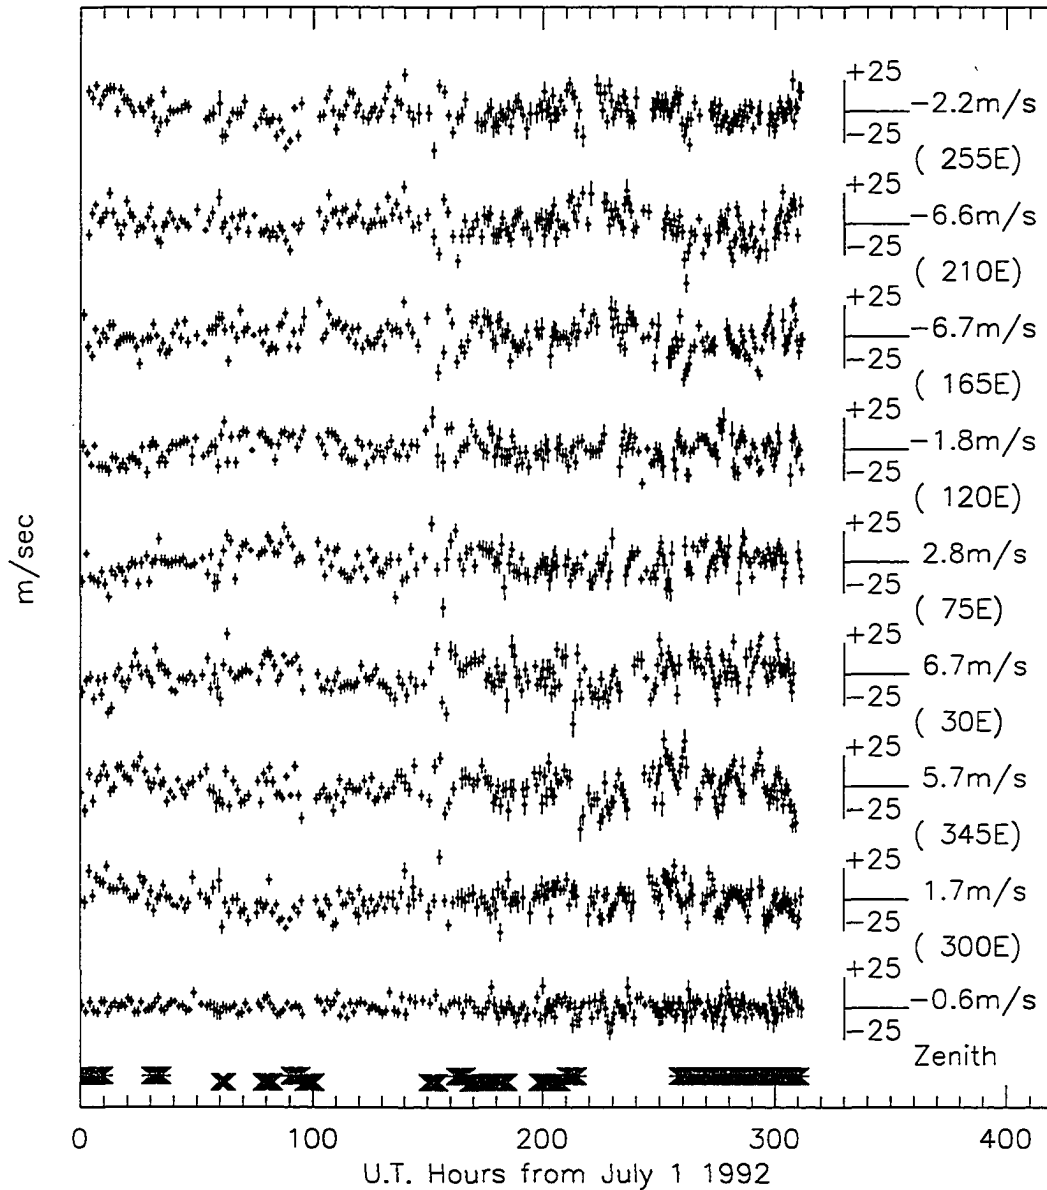 +25
-2.2m/s
-25
( 255E)
+25
-6.6m/s
-25
( 210E)
+25
-6.7m/s
-25
( 165E)
+25
-1.8m/s
-25
( 120E)
+25
2.8m/s
-25
( 75E)
+25
6.7m/s
-25
( 30E)
+25
5.7m/s
-25
( 345E)
+25
1.7m/s
-25
( 300E)
+25
-0.6m/s
-25
Zenith
m/sec
0 100 200 300 400
U.T. Hours from July 1 1992